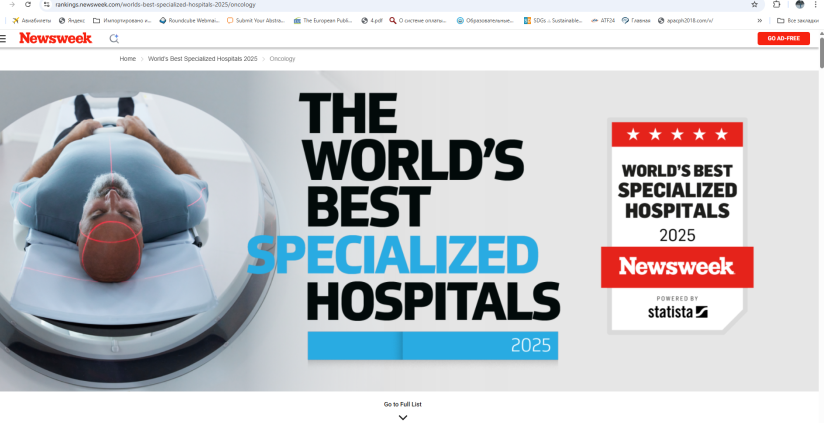 rankings.newsweek.com/worlds-best-specialized-hospitals-2025/oncology
Авиабилеты Яндекс Импортировано и... Roundcube Webmai... Submit Your Abstra... The European Publi... 4.pdf О системе оплаты... Образовательные... SDGs :: Sustainable... ATF24 Главная apacph2018.com/v/ » Все закладки
Newsweek
GO AD-FREE
Home > World's Best Specialized Hospitals 2025 > Oncology
THE
WORLD'S
BEST
SPECIALIZED
HOSPITALS
2025
WORLD'S BEST
SPECIALIZED
HOSPITALS
2025
Newsweek
POWERED BY
statista
Go to Full List